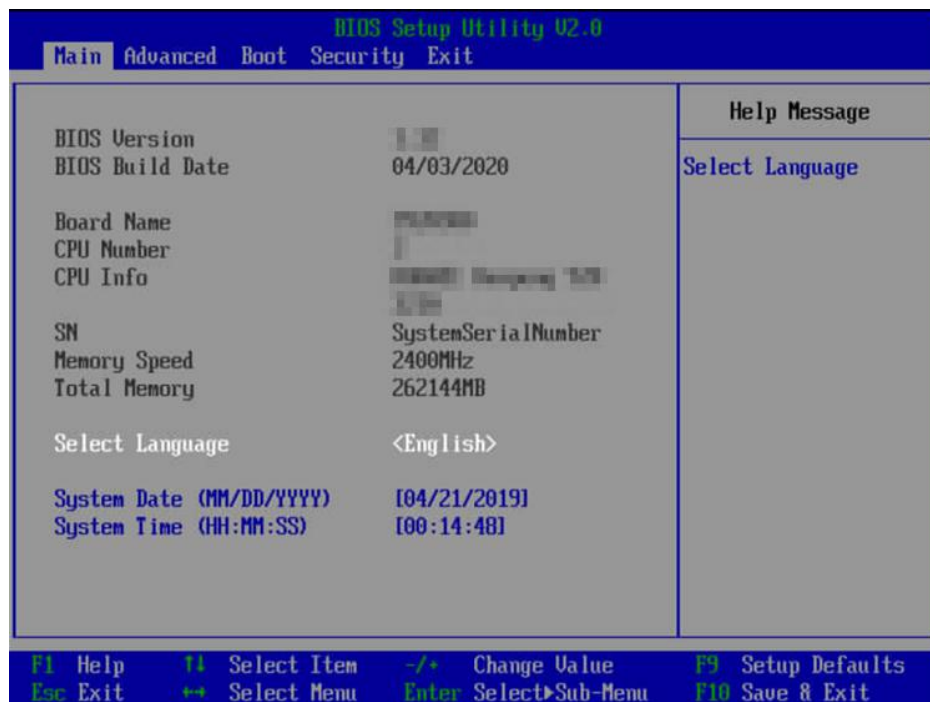 BIOS Setup Utility V2.0
Main Advanced Boot Security Exit
Help Message
Select Language
BIOS Version
BIOS Build Date 04/03/2020
Board Name
CPU Number
CPU Info
SN SystemSerialNumber
Memory Speed 2400MHz
Total Memory 262144MB
Select Language <English>
System Date (MM/DD/YYYY) [04/21/2019]
System Time (HH:MM:SS) [00:14:48]
F1 Help ↑↓ Select Item -/+ Change Value F9 Setup Defaults
Esc Exit ↔ Select Menu Enter Select▶Sub-Menu F10 Save & Exit